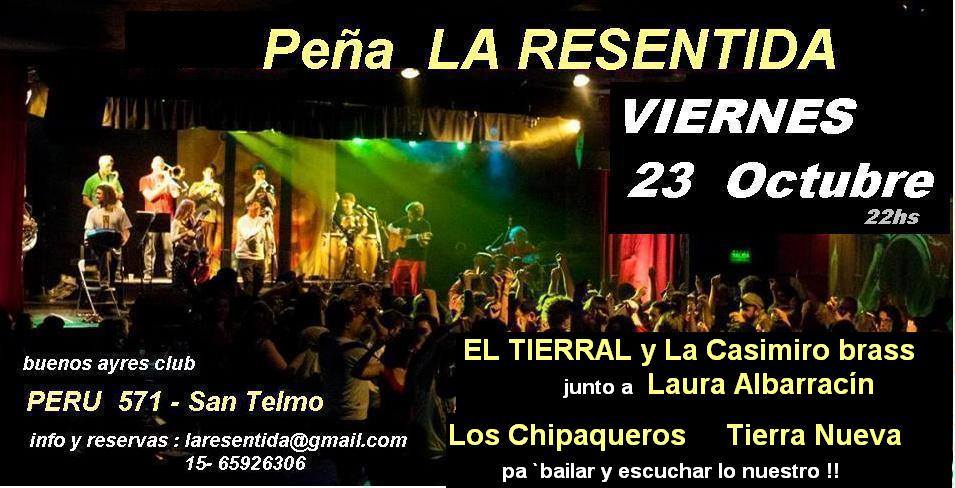 Peña LA RESENTIDA
VIERNES
23 Octubre
22hs
SALIDA
buenos ayres club
PERU 571 - San Telmo
info y reservas : laresentida@gmail.com
15- 65926306
EL TIERRAL y La Casimiro brass
junto a Laura Albarracín
Los Chipaqueros Tierra Nueva
pa `bailar y escuchar lo nuestro !!